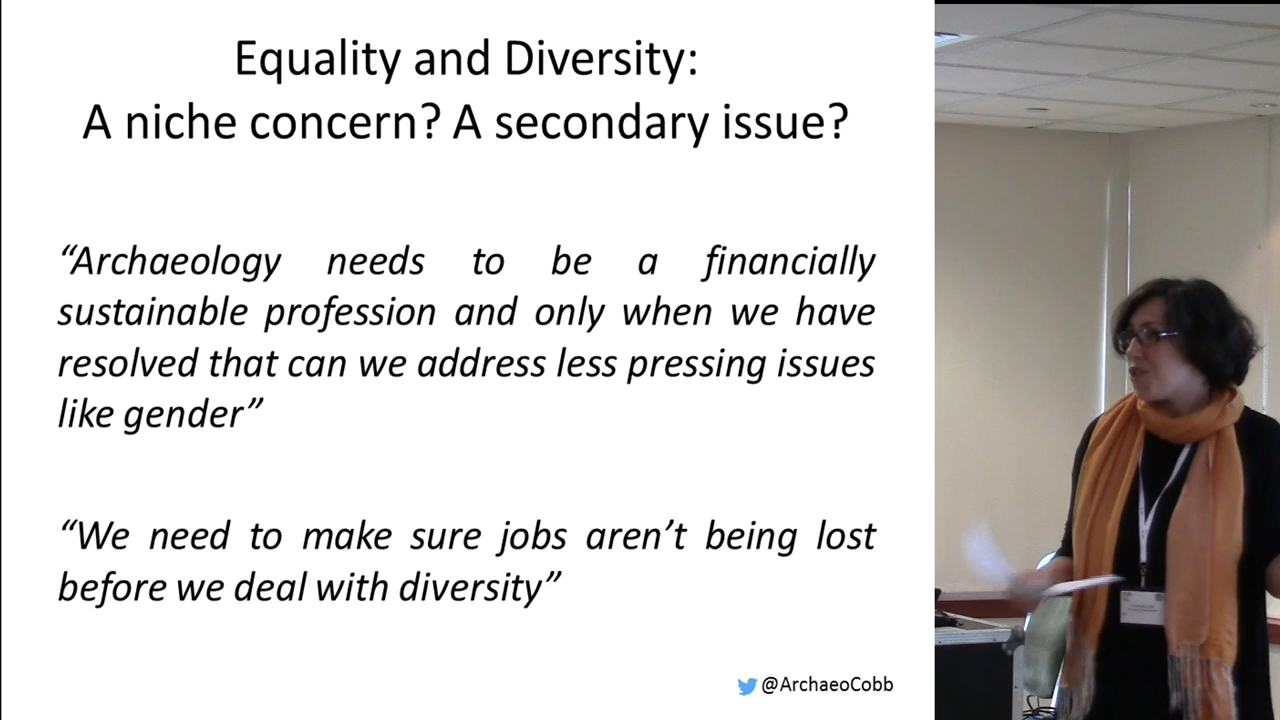 Equality and Diversity:
A niche concern? A secondary issue?
“Archaeology needs to be a financially
sustainable profession and only when we have
resolved that can we address less pressing issues
like gender”
“We need to make sure jobs aren’t being lost
before we deal with diversity”
@ArchaeoCobb